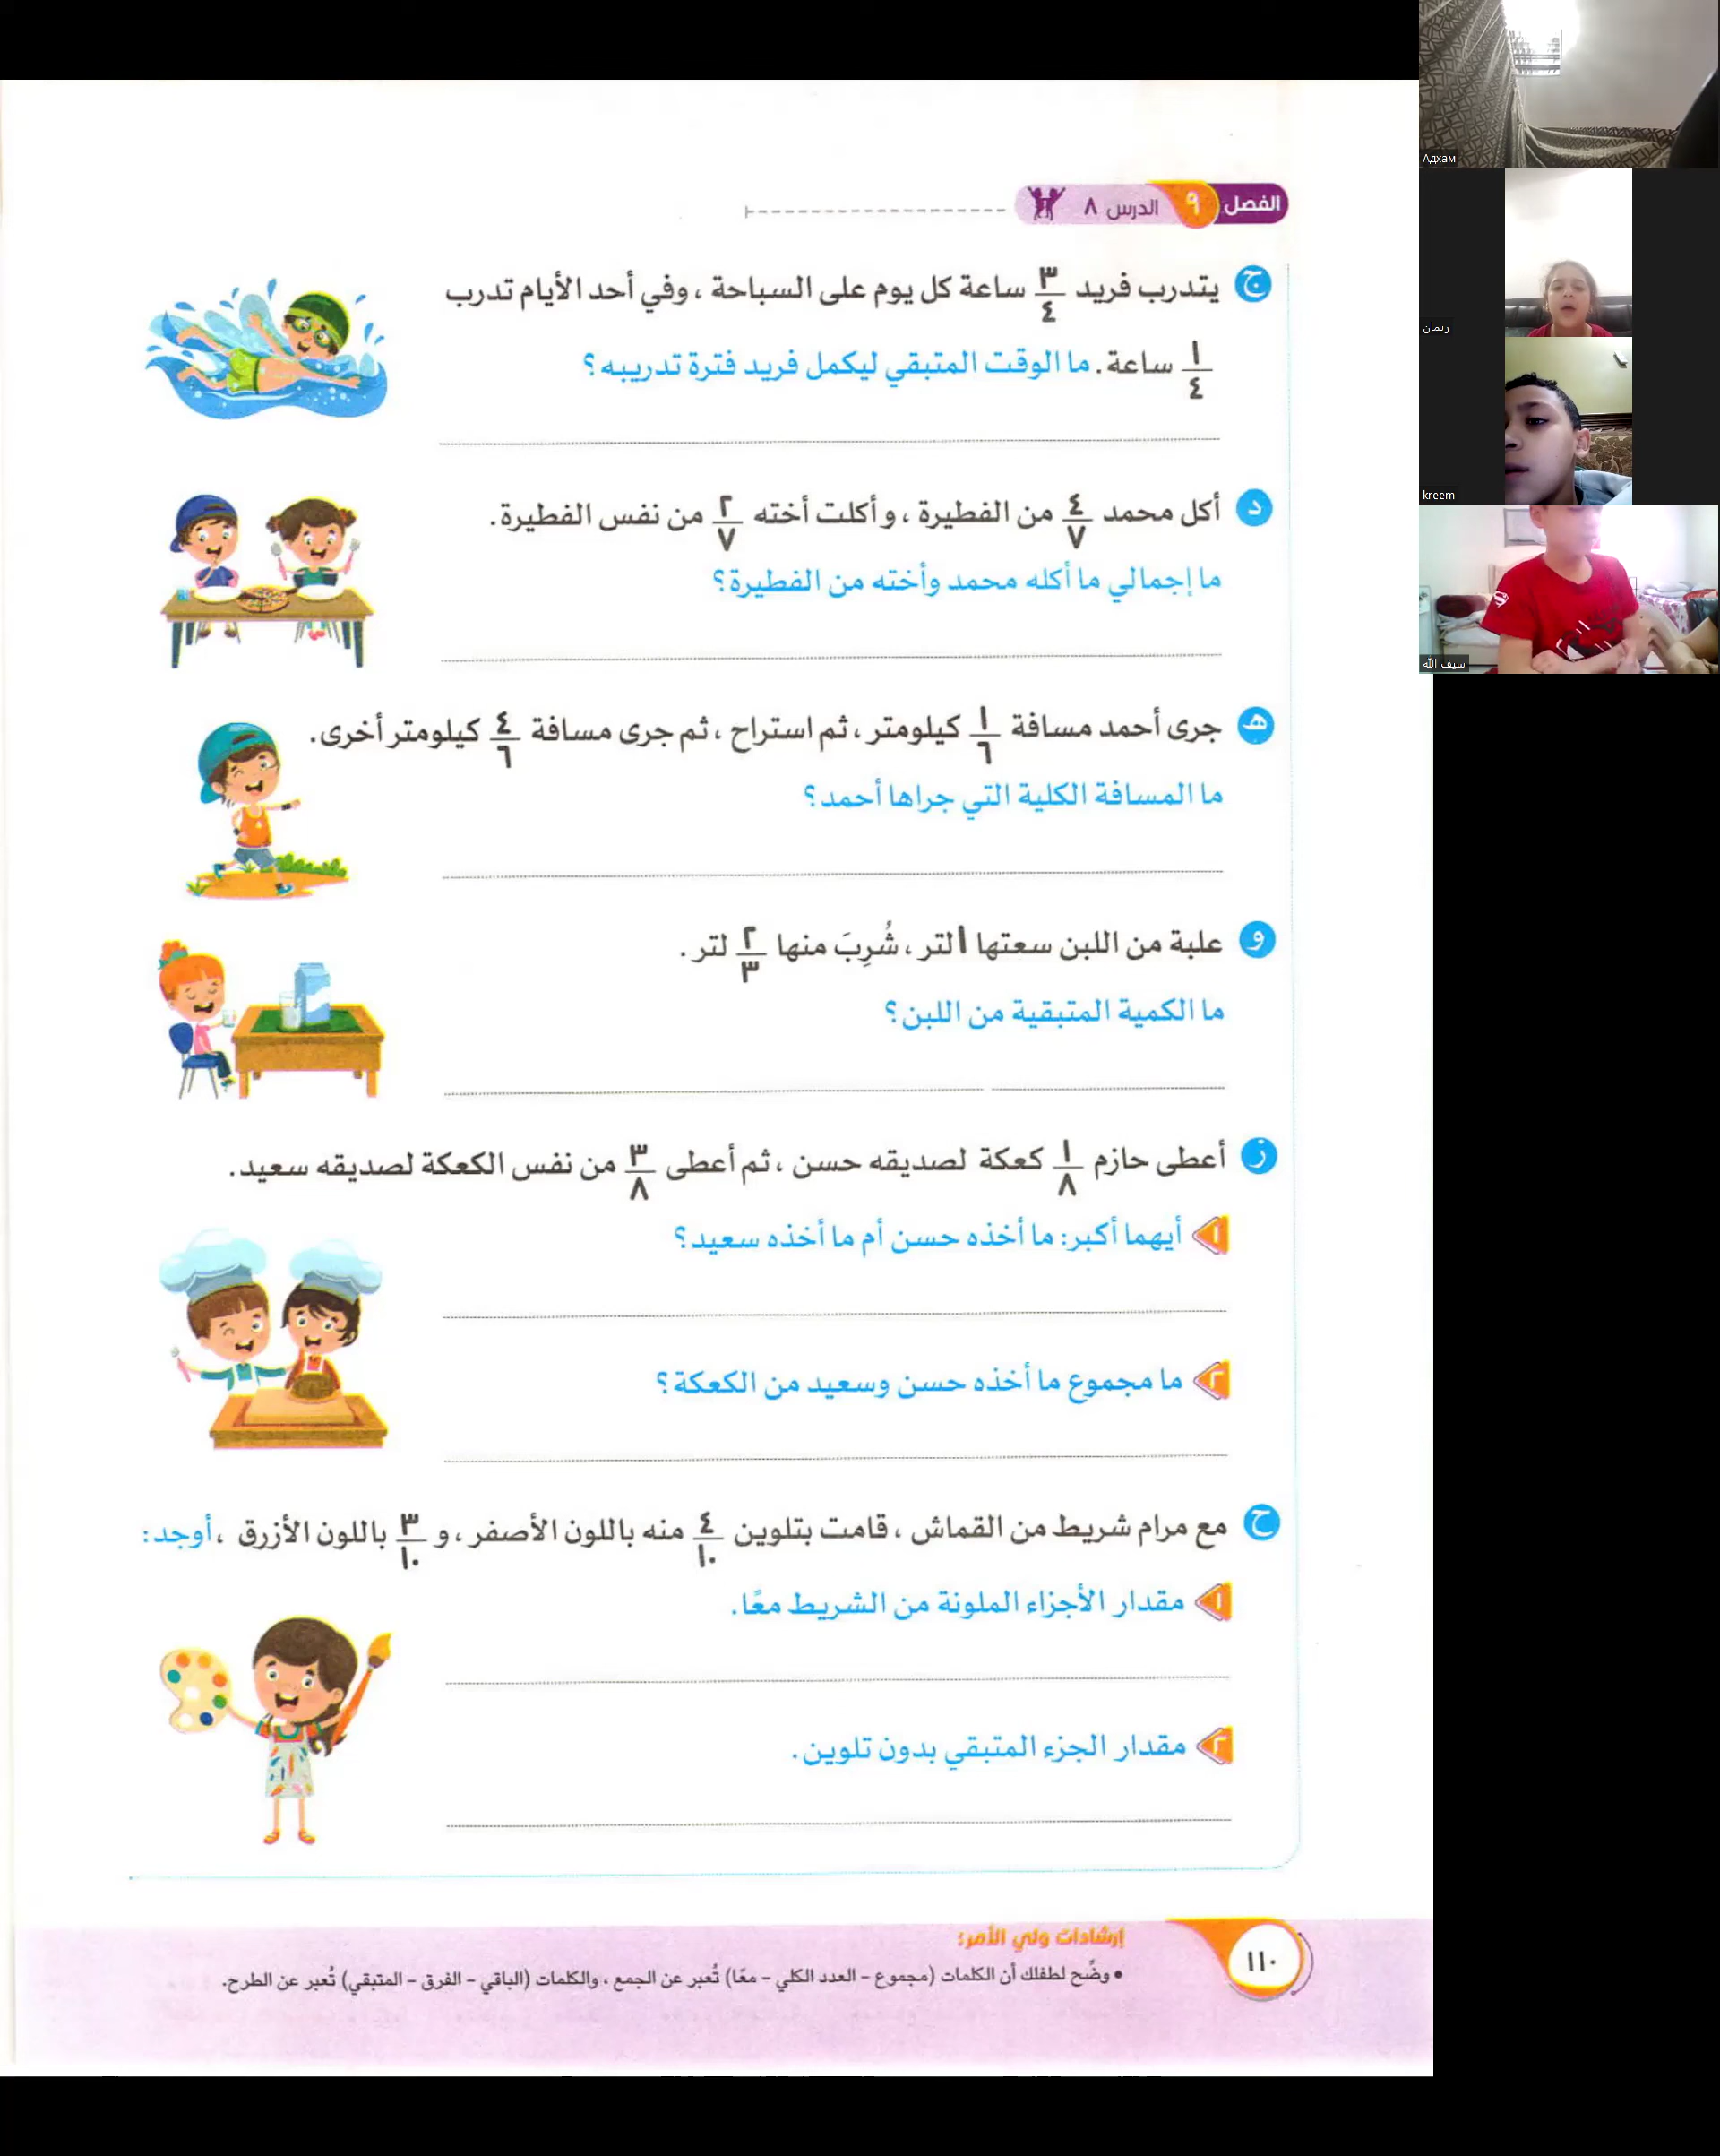 الفصل ٩ الدرس ٨
ج يتدرب فريد ٣/٤ ساعة كل يوم على السباحة ، وفي أحد الأيام تدرب
١/٤ ساعة. ما الوقت المتبقي ليكمل فريد فترة تدريبه؟
د أكل محمد ٤/٧ من الفطيرة ، وأكلت أخته ٢/٧ من نفس الفطيرة.
ما إجمالي ما أكله محمد وأخته من الفطيرة؟
هـ جرى أحمد مسافة ١/٦ كيلومتر ، ثم استراح ، ثم جرى مسافة ٤/٦ كيلومتر أخرى.
ما المسافة الكلية التي جراها أحمد؟
و علبة من اللبن سعتها ١ لتر ، شُرِبَ منها ٢/٣ لتر.
ما الكمية المتبقية من اللبن؟
ز أعطى حازم ١/٨ كعكة لصديقه حسن ، ثم أعطى ٣/٨ من نفس الكعكة لصديقه سعيد.
١ أيهما أكبر: ما أخذه حسن أم ما أخذه سعيد؟
٢ ما مجموع ما أخذه حسن وسعيد من الكعكة؟
ح مع مرام شريط من القماش ، قامت بتلوين ٤/١٠ منه باللون الأصفر ، و ٣/١٠ باللون الأزرق ، أوجد:
١ مقدار الأجزاء الملونة من الشريط معًا.
٢ مقدار الجزء المتبقي بدون تلوين.
إرشادات ولي الأمر:
• وضِّح لطفلك أن الكلمات (مجموع - العدد الكلي - معًا) تُعبر عن الجمع ، والكلمات (الباقي - الفرق - المتبقي) تُعبر عن الطرح.
١١٠
Адхам
ريمان
kreem
سيف الله